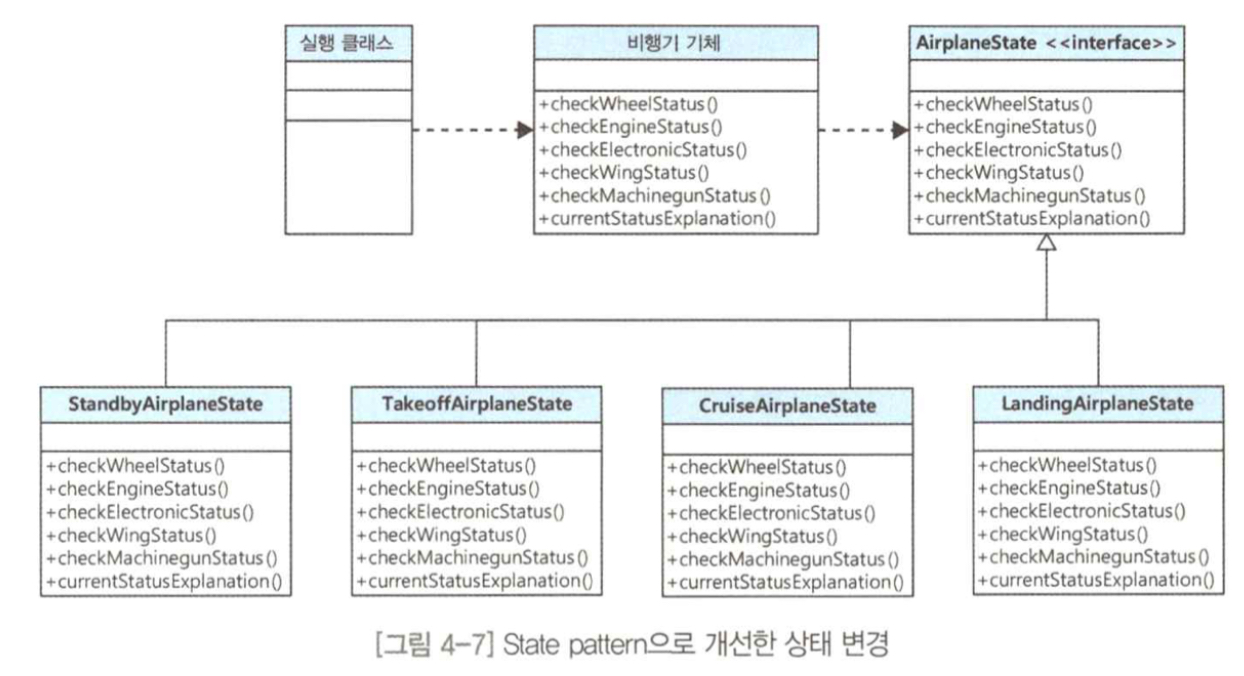 실행 클래스
비행기 기체
+checkWheelStatus()
+checkEngineStatus()
+checkElectronicStatus()
+checkWingStatus()
+checkMachinegunStatus()
+currentStatusExplanation()
AirplaneState <<interface>>
+checkWheelStatus()
+checkEngineStatus()
+checkElectronicStatus()
+checkWingStatus()
+checkMachinegunStatus()
+currentStatusExplanation()
StandbyAirplaneState
+checkWheelStatus()
+checkEngineStatus()
+checkElectronicStatus()
+checkWingStatus()
+checkMachinegunStatus()
+currentStatusExplanation()
TakeoffAirplaneState
+checkWheelStatus()
+checkEngineStatus()
+checkElectronicStatus()
+checkWingStatus()
+checkMachinegunStatus()
+currentStatusExplanation()
CruiseAirplaneState
+checkWheelStatus()
+checkEngineStatus()
+checkElectronicStatus()
+checkWingStatus()
+checkMachinegunStatus()
+currentStatusExplanation()
LandingAirplaneState
+checkWheelStatus()
+checkEngineStatus()
+checkElectronicStatus()
+checkWingStatus()
+checkMachinegunStatus()
+currentStatusExplanation()
[그림 4-7] State pattern으로 개선한 상태 변경